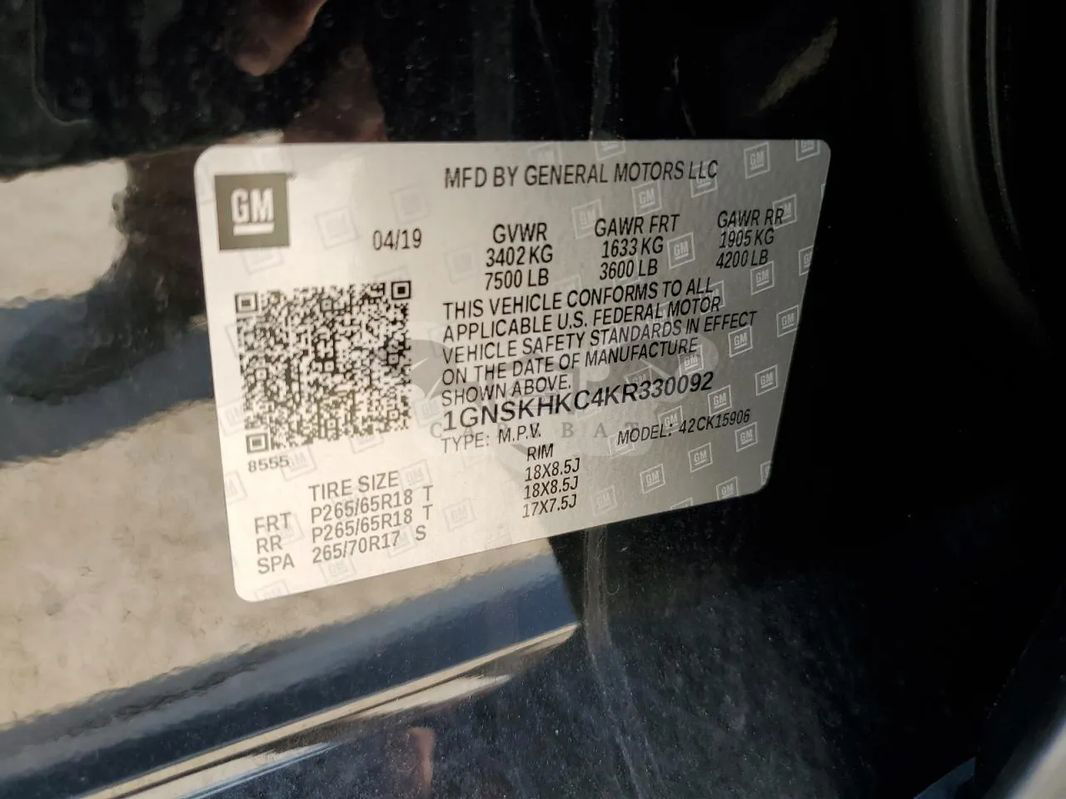 MFD BY GENERAL MOTORS LLC
GM
04/19
GVWR GAWR FRT GAWR RR
3402 KG 1633 KG 1905 KG
7500 LB 3600 LB 4200 LB
THIS VEHICLE CONFORMS TO ALL
APPLICABLE U.S. FEDERAL MOTOR
VEHICLE SAFETY STANDARDS IN EFFECT
ON THE DATE OF MANUFACTURE
SHOWN ABOVE.
1GNSKHKC4KR330092
TYPE: M.P.V. MODEL: 42CK15906
8555
TIRE SIZE RIM
FRT P265/65R18 T 18X8.5J
RR P265/65R18 T 18X8.5J
SPA 265/70R17 S 17X7.5J